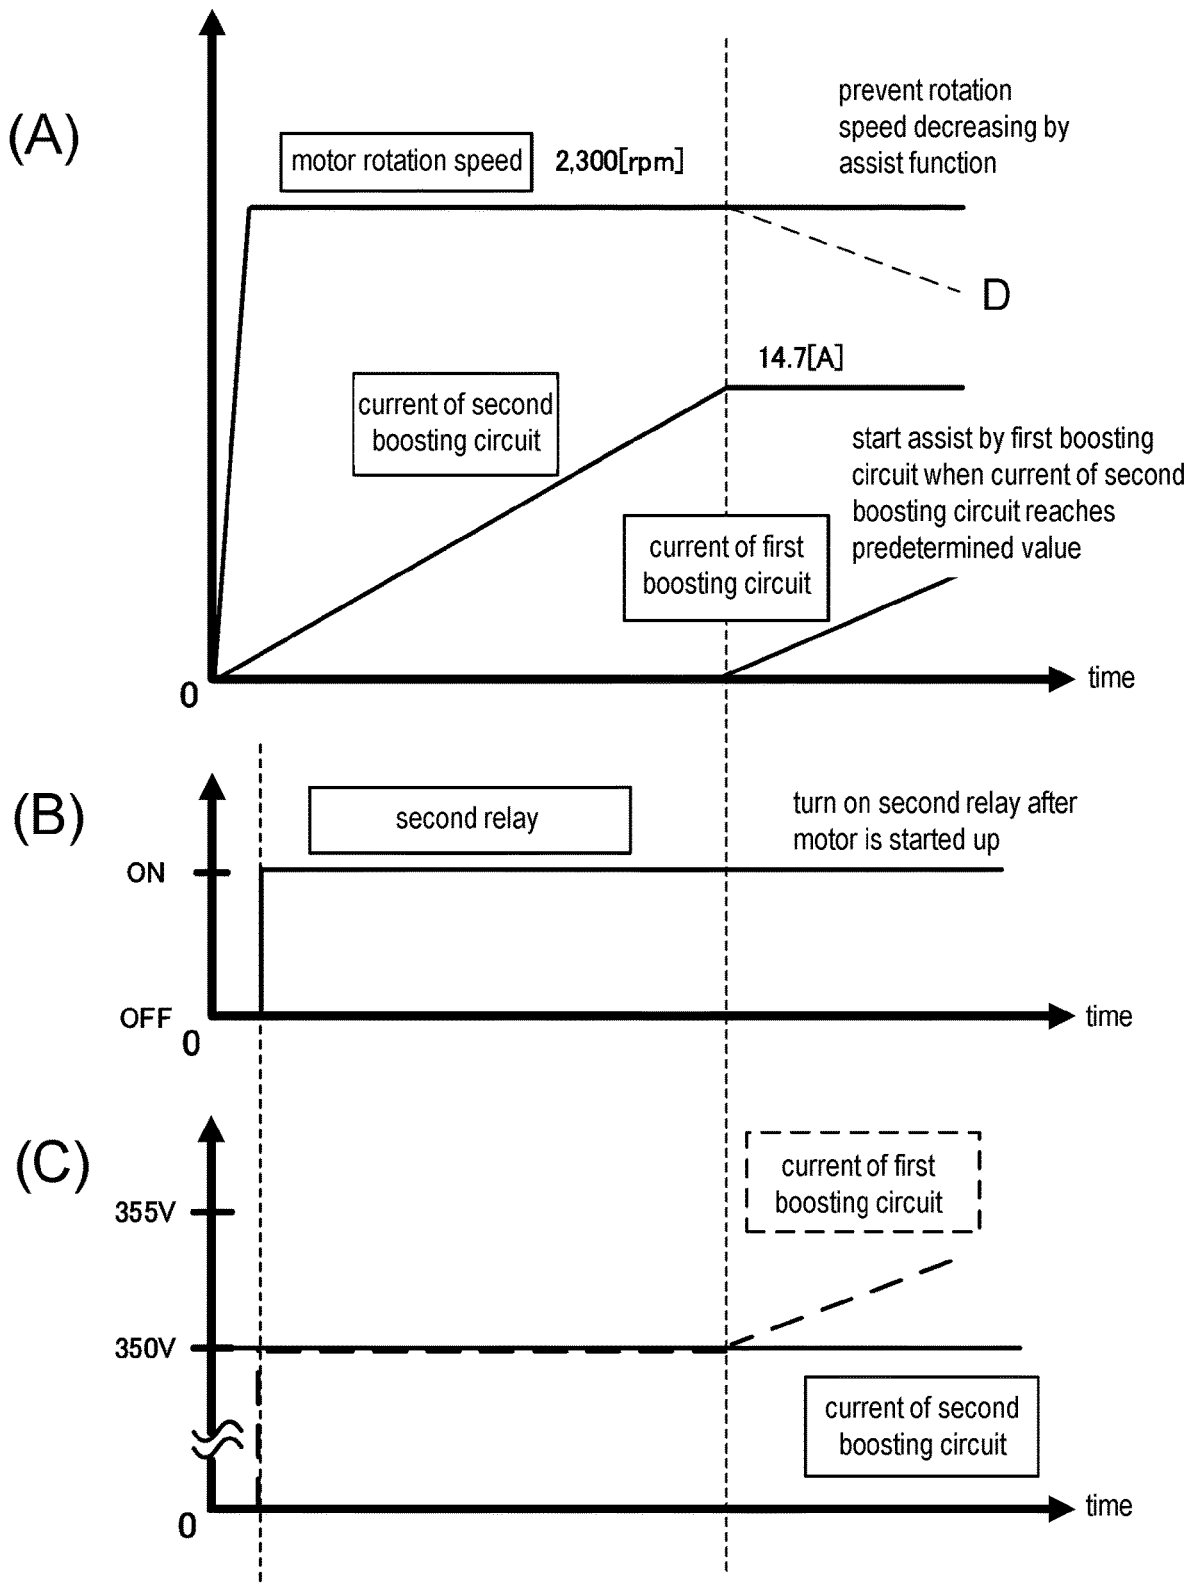 (A)
motor rotation speed
2,300[rpm]
prevent rotation
speed decreasing by
assist function
D
14.7[A]
current of second
boosting circuit
start assist by first boosting
circuit when current of second
boosting circuit reaches
predetermined value
current of first
boosting circuit
0
time
(B)
second relay
turn on second relay after
motor is started up
ON
OFF
0
time
(C)
current of first
boosting circuit
355V
350V
current of second
boosting circuit
0
time